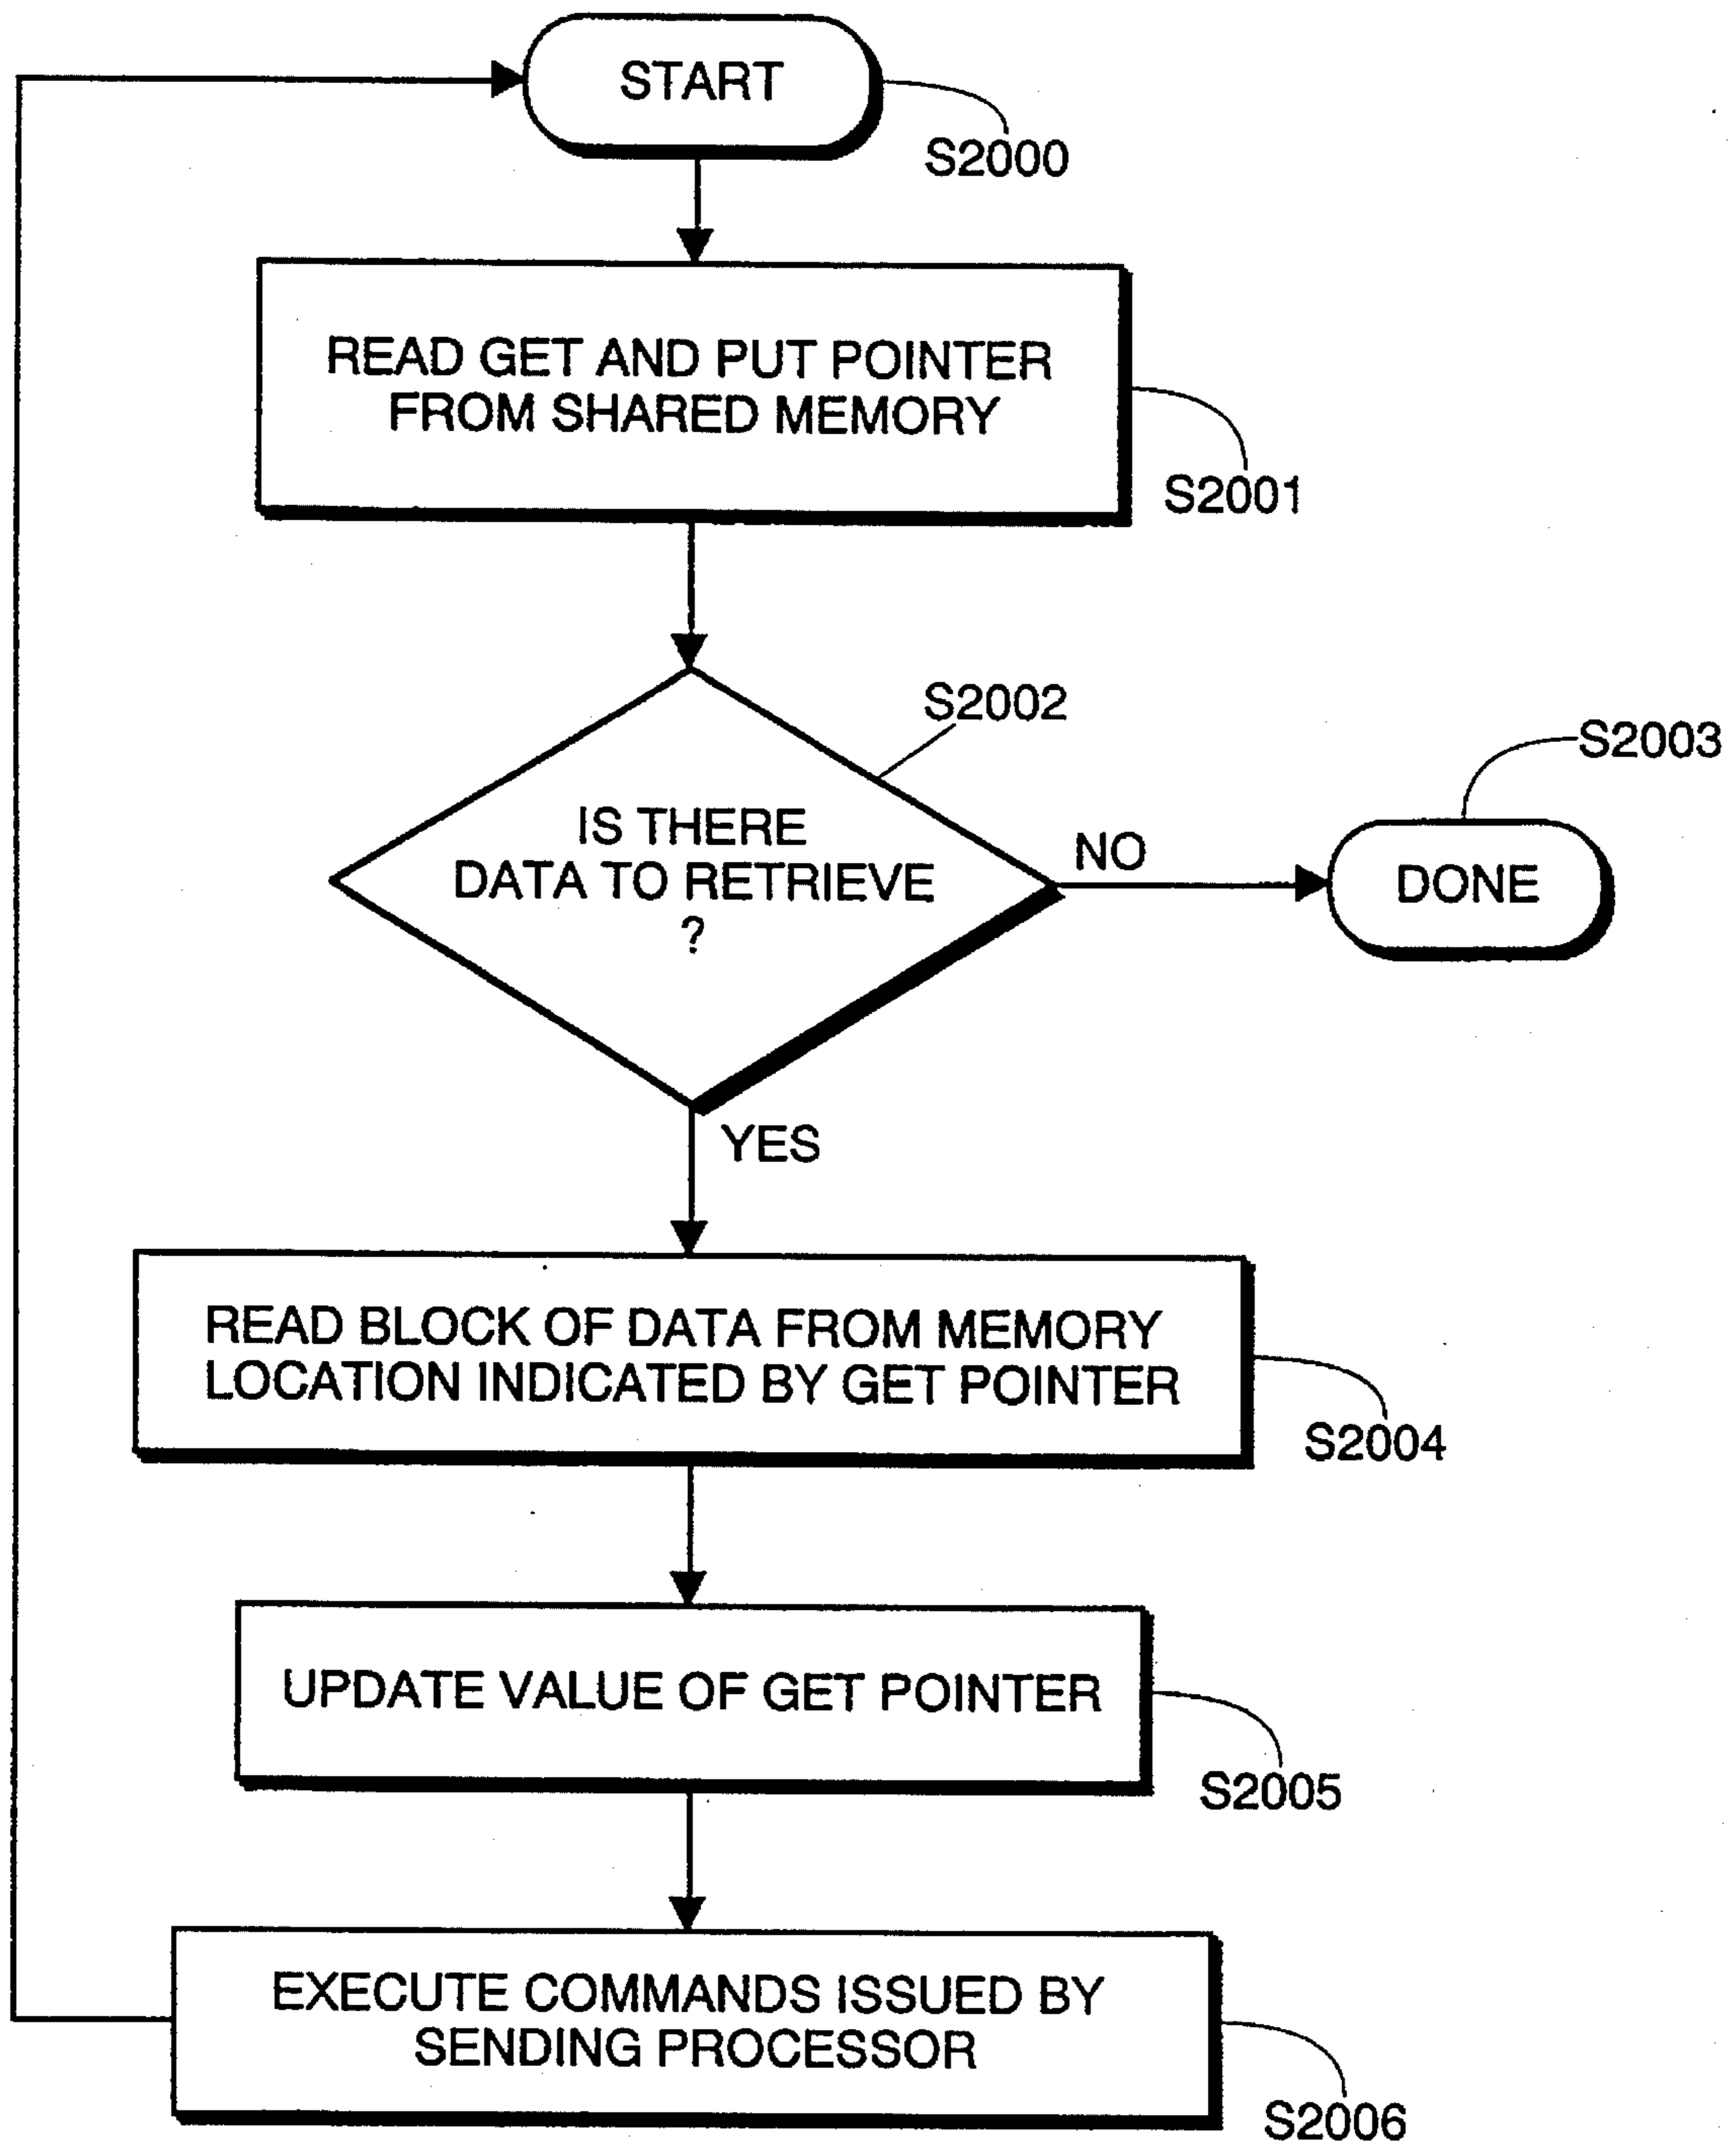 START
S2000
READ GET AND PUT POINTER
FROM SHARED MEMORY
S2001
S2002
IS THERE
DATA TO RETRIEVE
?
NO
S2003
DONE
YES
READ BLOCK OF DATA FROM MEMORY
LOCATION INDICATED BY GET POINTER
S2004
UPDATE VALUE OF GET POINTER
S2005
EXECUTE COMMANDS ISSUED BY
SENDING PROCESSOR
S2006